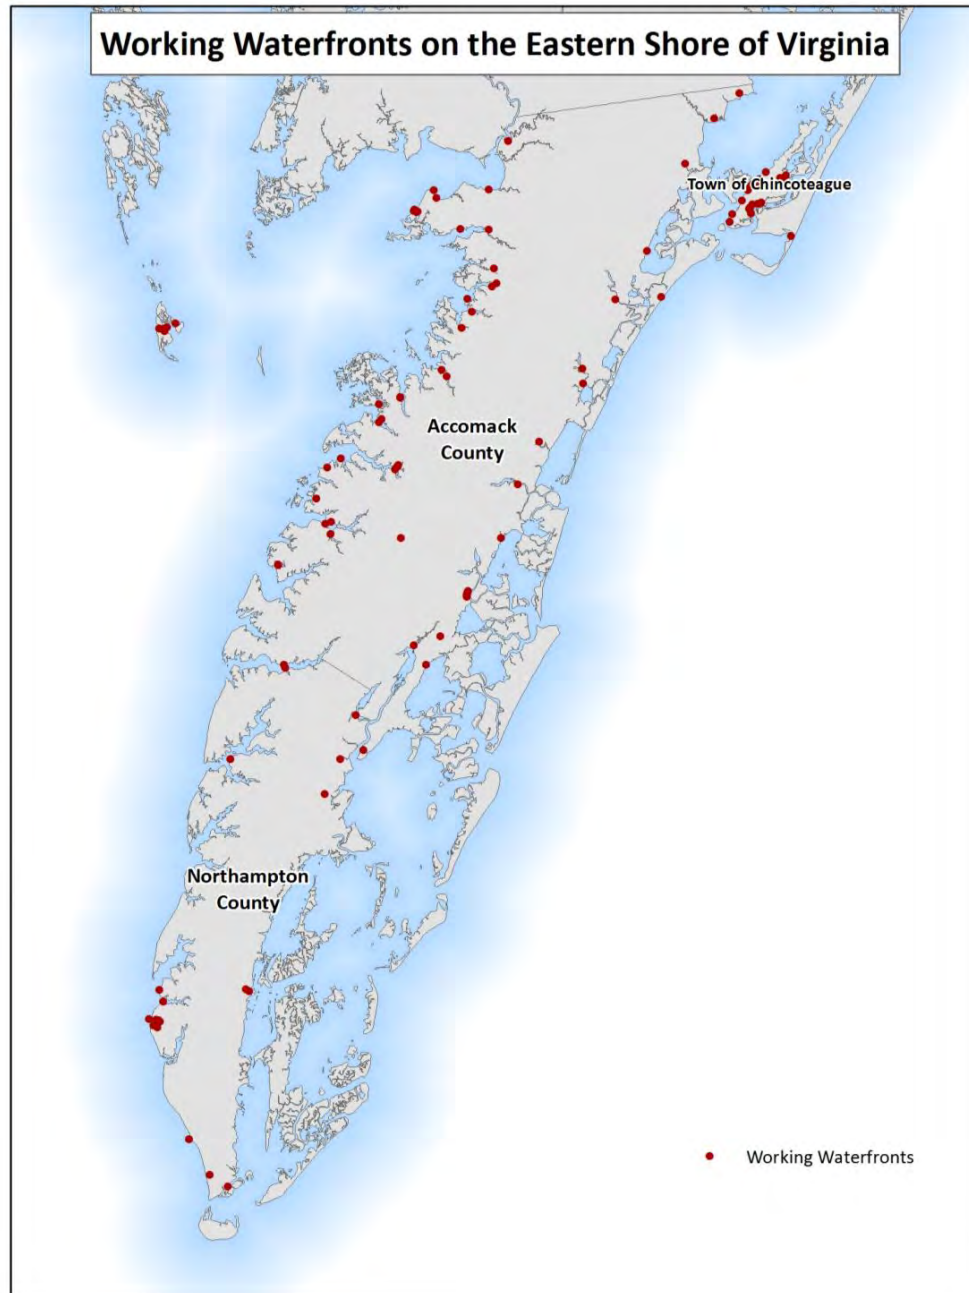 Working Waterfronts on the Eastern Shore of Virginia
Town of Chincoteague
Accomack
County
Northampton
County
Working Waterfronts